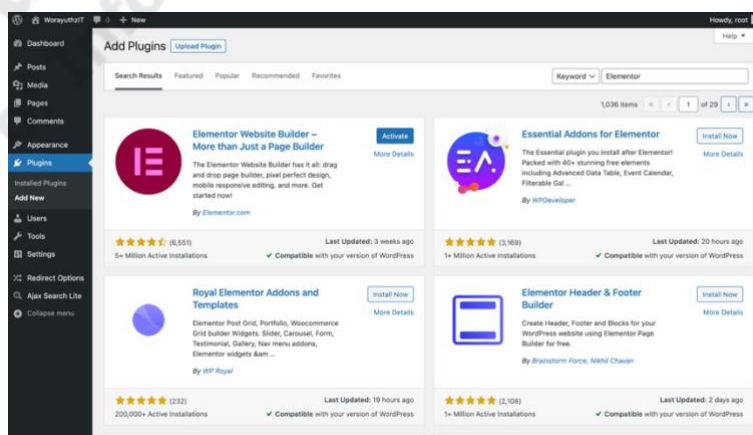 WorayuthzIT
0
+ New
Howdy, root
Dashboard
Posts
Media
Pages
Comments
Appearance
Plugins
Installed Plugins
Add New
Users
Tools
Settings
Redirect Options
Ajax Search Lite
Collapse menu
Add Plugins
Upload Plugin
Help
Search Results Featured Popular Recommended Favorites
Keyword
Elementor
1,036 items « ‹ 1 of 29 › »
Elementor Website Builder –
More than Just a Page Builder
Activate
More Details
The Elementor Website Builder has it all: drag
and drop page builder, pixel perfect design,
mobile responsive editing, and more. Get
started now!
By Elementor.com
(6,551)
5+ Million Active Installations
Last Updated: 3 weeks ago
✓ Compatible with your version of WordPress
Essential Addons for Elementor
Install Now
More Details
The Essential plugin you install after Elementor!
Packed with 40+ stunning free elements
including Advanced Data Table, Event Calendar,
Filterable Gal ...
By WPDeveloper
(3,169)
1+ Million Active Installations
Last Updated: 20 hours ago
✓ Compatible with your version of WordPress
Royal Elementor Addons and
Templates
Install Now
More Details
Elementor Post Grid, Portfolio, Woocommerce
Grid builder Widgets. Slider, Carousel, Form,
Testimonial, Gallery, Nav menu addons,
Elementor widgets &am ...
By WP Royal
(232)
200,000+ Active Installations
Last Updated: 19 hours ago
✓ Compatible with your version of WordPress
Elementor Header & Footer
Builder
Install Now
More Details
Create Header, Footer and Blocks for your
WordPress website using Elementor Page
Builder for free.
By Brainstorm Force, Nikhil Chavan
(2,108)
1+ Million Active Installations
Last Updated: 2 days ago
✓ Compatible with your version of WordPress